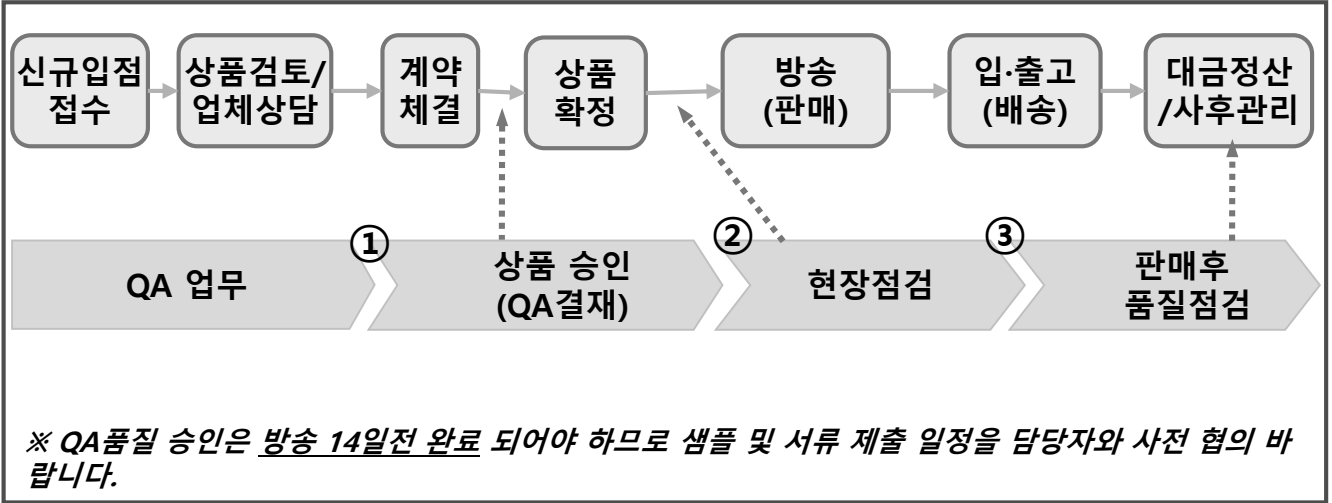 신규입점
접수
상품검토/
업체상담
계약
체결
상품
확정
방송
(판매)
입·출고
(배송)
대금정산
/사후관리
QA 업무
①
상품 승인
(QA결재)
②
현장점검
③
판매후
품질점검
※ QA품질 승인은 방송 14일전 완료 되어야 하므로 샘플 및 서류 제출 일정을 담당자와 사전 협의 바
랍니다.